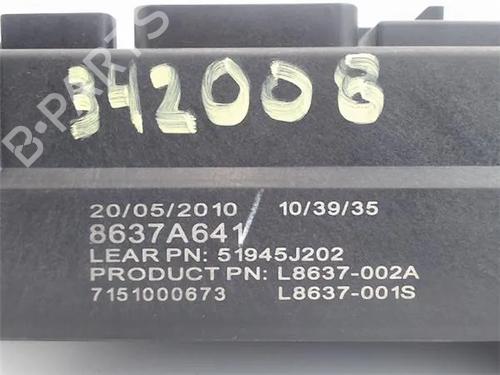 B-PARTS
342008
20/05/2010 10/39/35
8637A641
LEAR PN: 51945J202
PRODUCT PN: L8637-002A
7151000673 L8637-001S